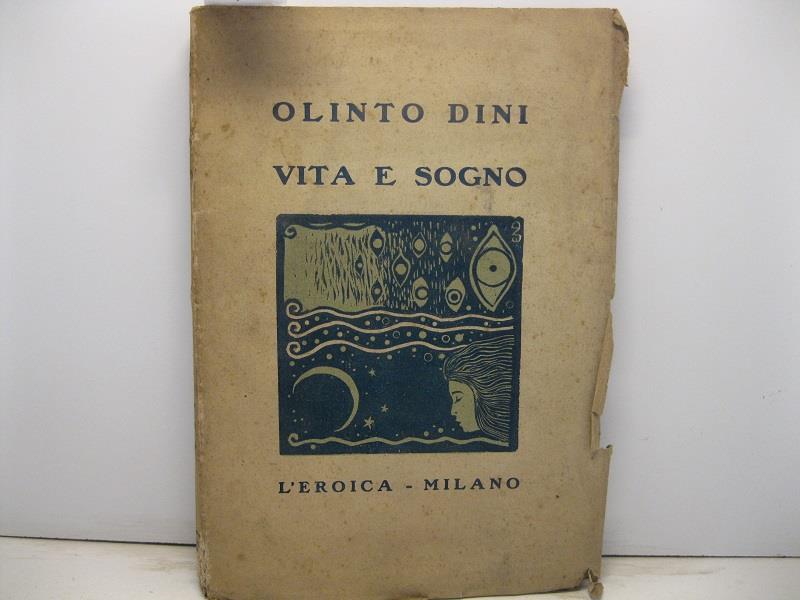 OLINTO DINI
VITA E SOGNO
L'EROICA - MILANO